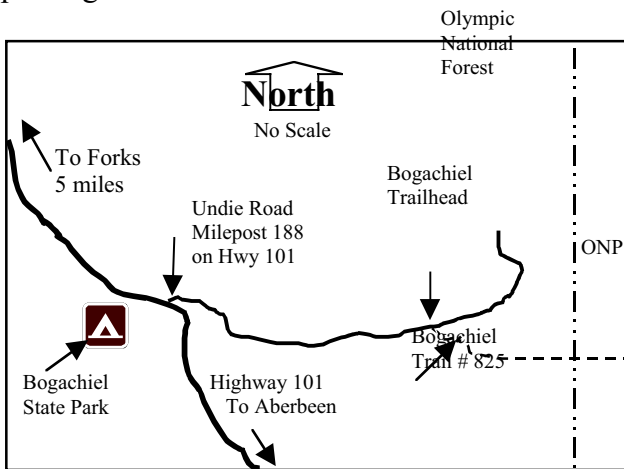 Olympic
National
Forest
North
No Scale
To Forks
5 miles
Bogachiel
Trailhead
Undie Road
Milepost 188
on Hwy 101
ONP
Bogachiel
Trail # 825
Bogachiel
State Park
Highway 101
To Aberbeen